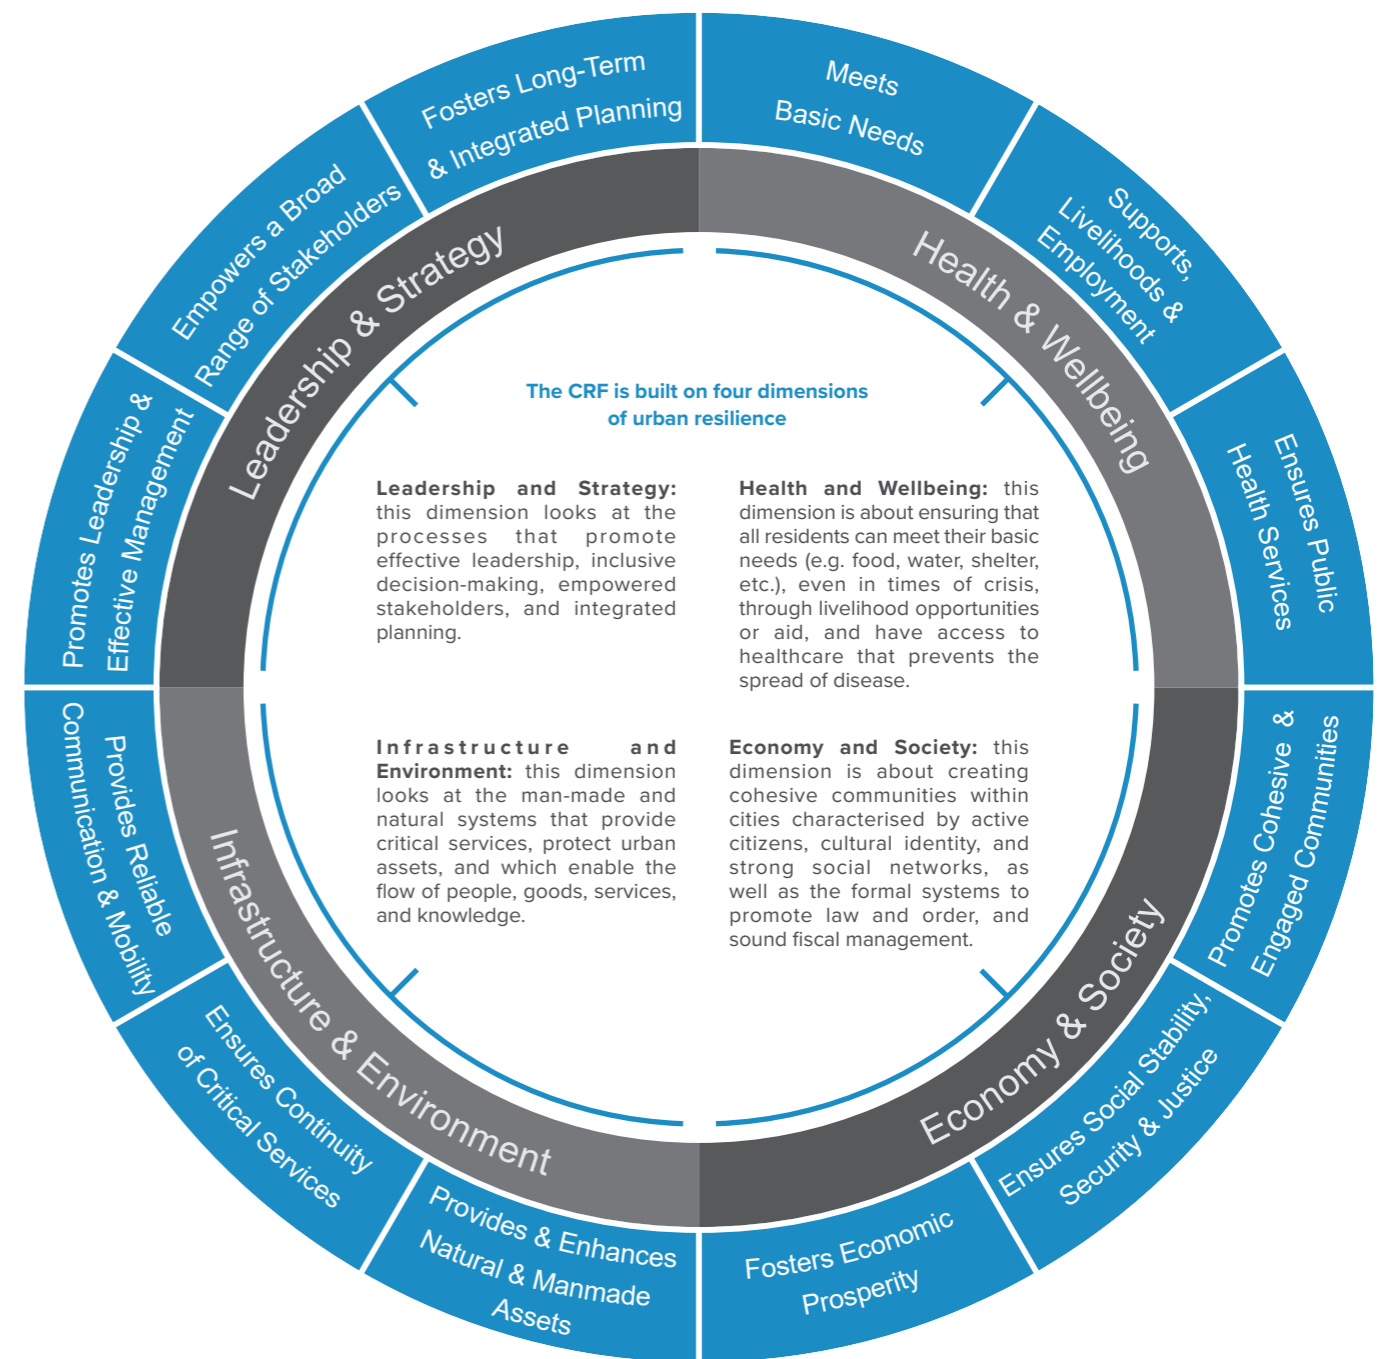 Fosters Long-Term
& Integrated Planning
Meets
Basic Needs
Supports,
Livelihoods &
Employment
Ensures Public
Health Services
Promotes Cohesive &
Engaged Communities
Ensures Social Stability,
Security & Justice
Fosters Economic
Prosperity
Provides & Enhances
Natural & Manmade
Assets
Ensures Continuity
of Critical Services
Provides Reliable
Communication & Mobility
Promotes Leadership &
Effective Management
Empowers a Broad
Range of Stakeholders
Leadership & Strategy
Health & Wellbeing
Economy & Society
Infrastructure & Environment
The CRF is built on four dimensions
of urban resilience
Leadership and Strategy:
this dimension looks at the
processes that promote
effective leadership, inclusive
decision-making, empowered
stakeholders, and integrated
planning.
Health and Wellbeing: this
dimension is about ensuring that
all residents can meet their basic
needs (e.g. food, water, shelter,
etc.), even in times of crisis,
through livelihood opportunities
or aid, and have access to
healthcare that prevents the
spread of disease.
Infrastructure and
Environment: this dimension
looks at the man-made and
natural systems that provide
critical services, protect urban
assets, and which enable the
flow of people, goods, services,
and knowledge.
Economy and Society: this
dimension is about creating
cohesive communities within
cities characterised by active
citizens, cultural identity, and
strong social networks, as
well as the formal systems to
promote law and order, and
sound fiscal management.